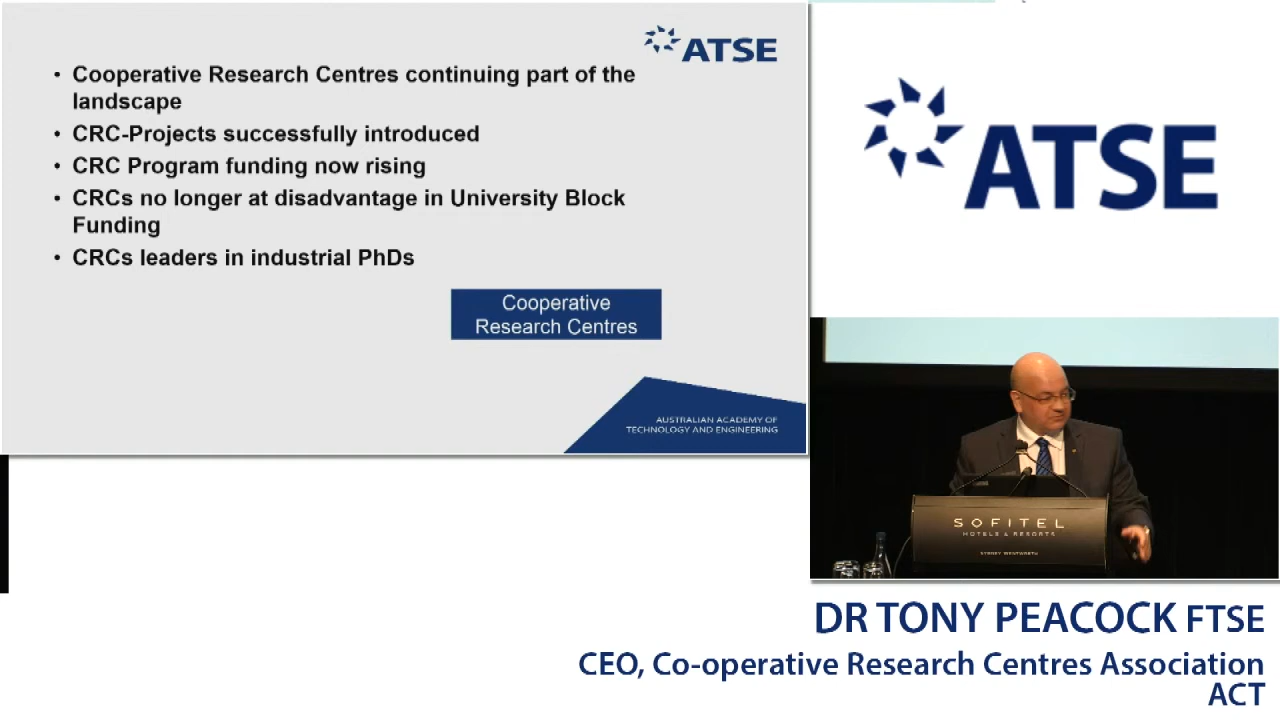 ATSE
• Cooperative Research Centres continuing part of the
landscape
• CRC-Projects successfully introduced
• CRC Program funding now rising
• CRCs no longer at disadvantage in University Block
Funding
• CRCs leaders in industrial PhDs
Cooperative
Research Centres
AUSTRALIAN ACADEMY OF
TECHNOLOGY AND ENGINEERING
ATSE
SOFITEL
HOTELS & RESORTS
SYDNEY WENTWORTH
DR TONY PEACOCK FTSE
CEO, Co-operative Research Centres Association
ACT